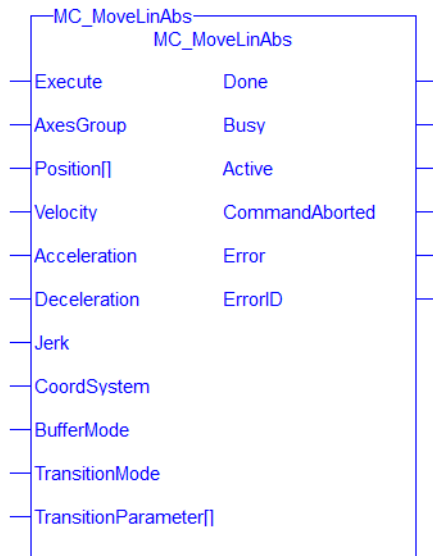 MC_MoveLinAbs
MC_MoveLinAbs
Execute Done
AxesGroup Busy
Position[] Active
Velocity CommandAborted
Acceleration Error
Deceleration ErrorID
Jerk
CoordSystem
BufferMode
TransitionMode
TransitionParameter[]